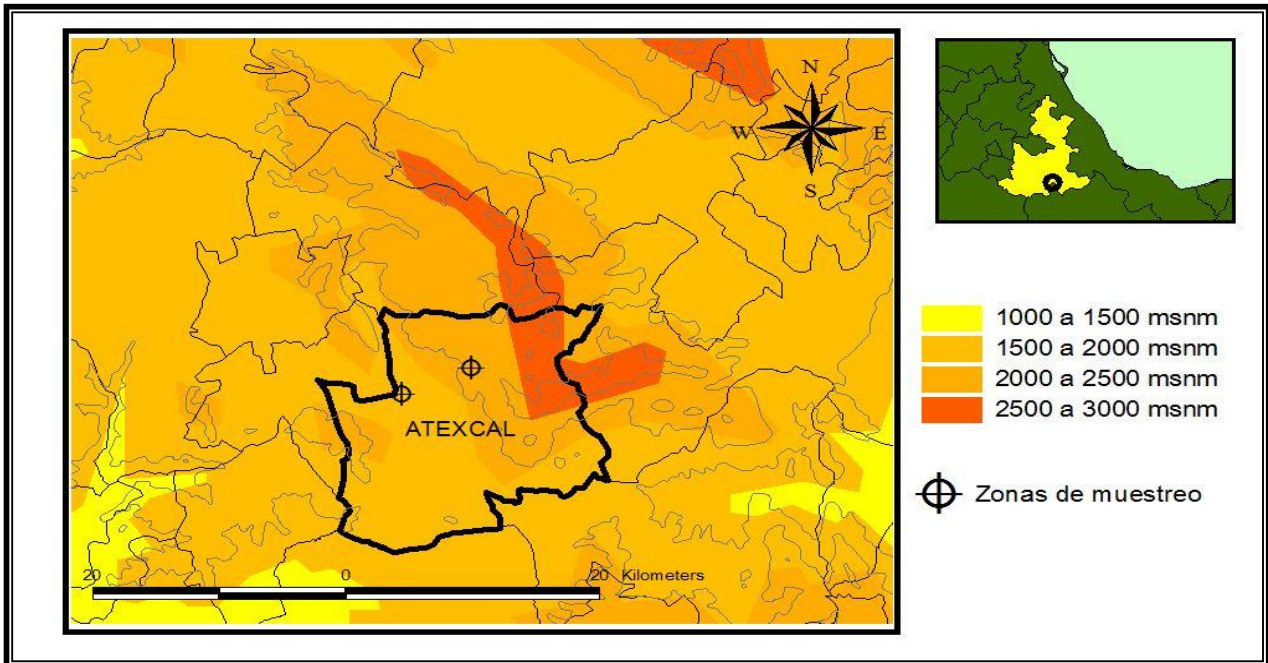 N
W E
S
ATEXCAL
20 0 20 Kilometers
1000 a 1500 msnm
1500 a 2000 msnm
2000 a 2500 msnm
2500 a 3000 msnm
Zonas de muestreo